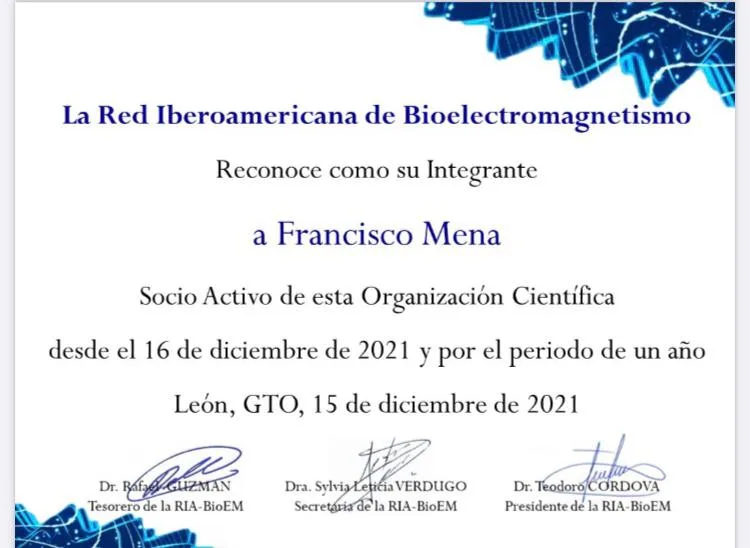 La Red Iberoamericana de Bioelectromagnetismo
Reconoce como su Integrante
a Francisco Mena
Socio Activo de esta Organización Científica
desde el 16 de diciembre de 2021 y por el periodo de un año
León, GTO, 15 de diciembre de 2021
Dr. Rafael GUZMAN
Dra. Sylvia Leticia VERDUGO
Dr. Teodoro CORDOVA
Tesorero de la RIA-BioEM
Secretaria de la RIA-BioEM
Presidente de la RIA-BioEM